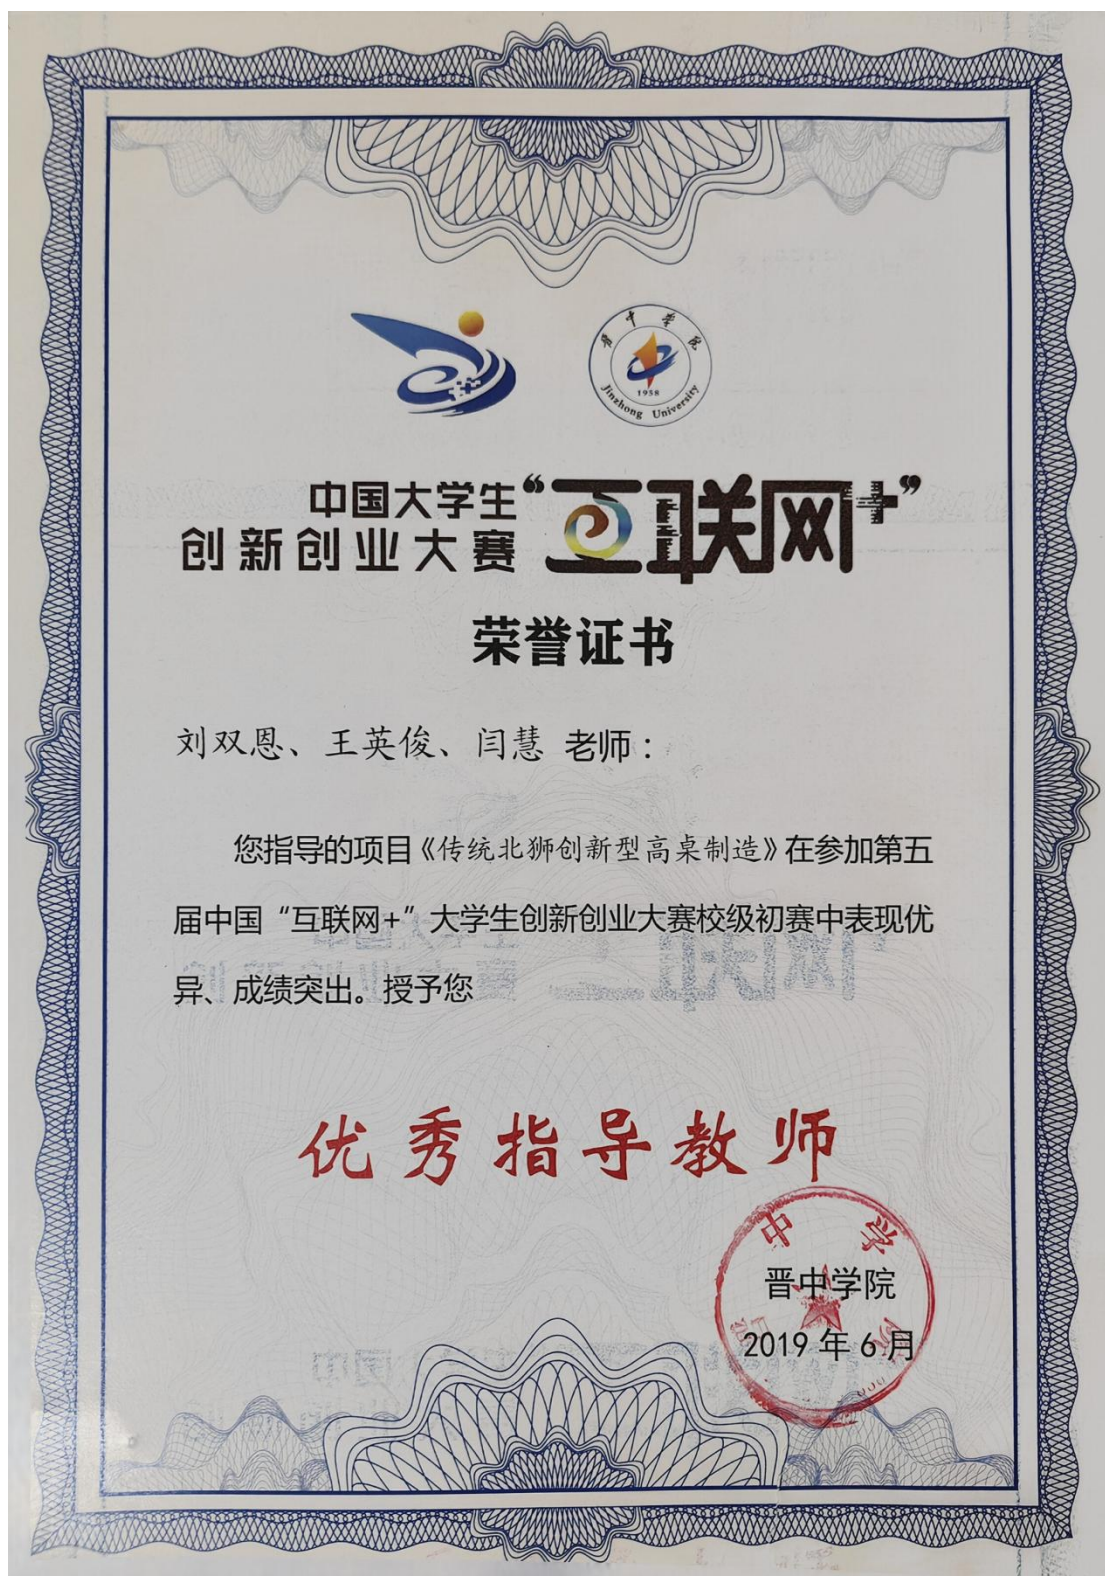 晋中学院
1958
Jinzhong University
中国大学生
创新创业大赛
“互联网+”
荣誉证书
刘双恩、王英俊、闫慧 老师：
您指导的项目《传统北狮创新型高桌制造》在参加第五
届中国“互联网+”大学生创新创业大赛校级初赛中表现优
异、成绩突出。授予您
优秀指导教师
晋中学院
2019 年 6 月